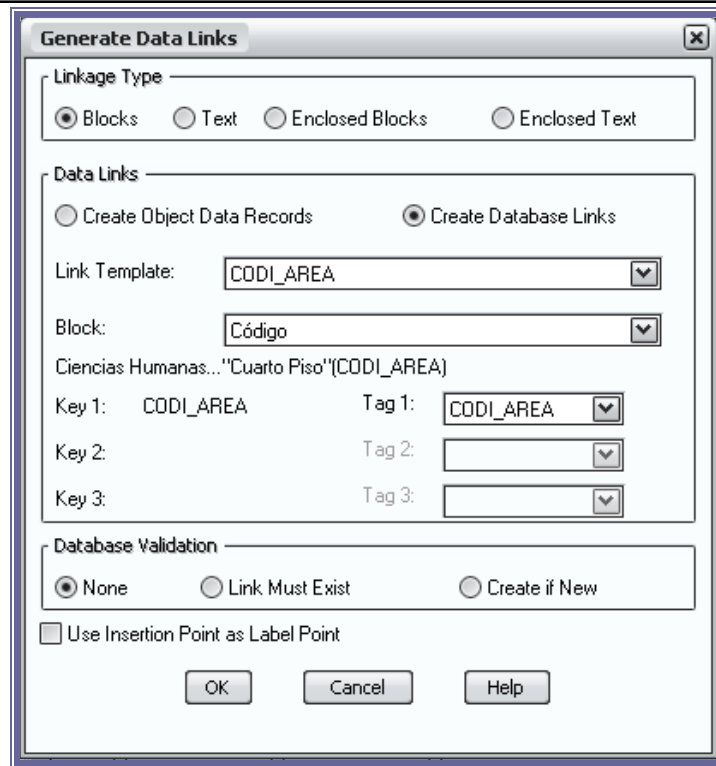 Generate Data Links
Linkage Type
Blocks Text Enclosed Blocks Enclosed Text
Data Links
Create Object Data Records Create Database Links
Link Template: CODI_AREA
Block: Código
Ciencias Humanas..."Cuarto Piso"(CODI_AREA)
Key 1: CODI_AREA Tag 1: CODI_AREA
Key 2: Tag 2:
Key 3: Tag 3:
Database Validation
None Link Must Exist Create if New
Use Insertion Point as Label Point
OK Cancel Help